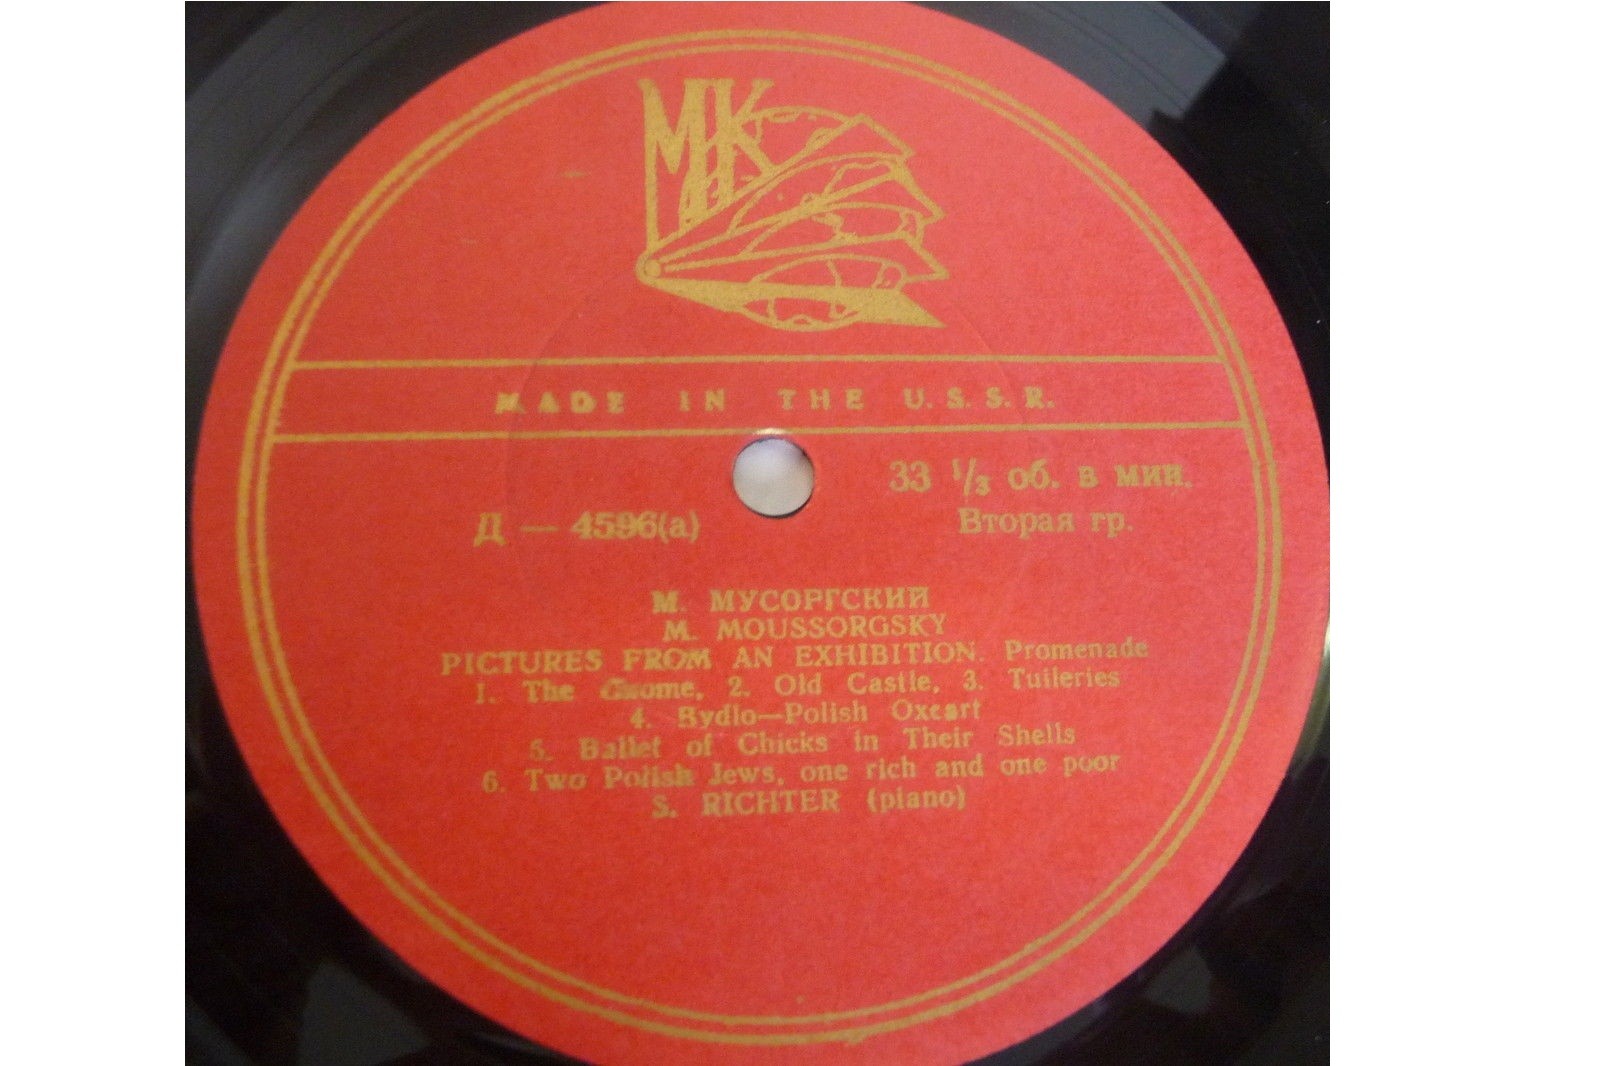 МК
MADE IN THE U.S.S.R.
33 1/3 об. в мин.
Д — 4596(а)
Вторая гр.
М. МУСОРГСКИЙ
M. MOUSSORGSKY
PICTURES FROM AN EXHIBITION. Promenade
1. The Gnome, 2. Old Castle, 3. Tuileries
4. Bydlo—Polish Oxcart
5. Ballet of Chicks in Their Shells
6. Two Polish Jews, one rich and one poor
S. RICHTER (piano)